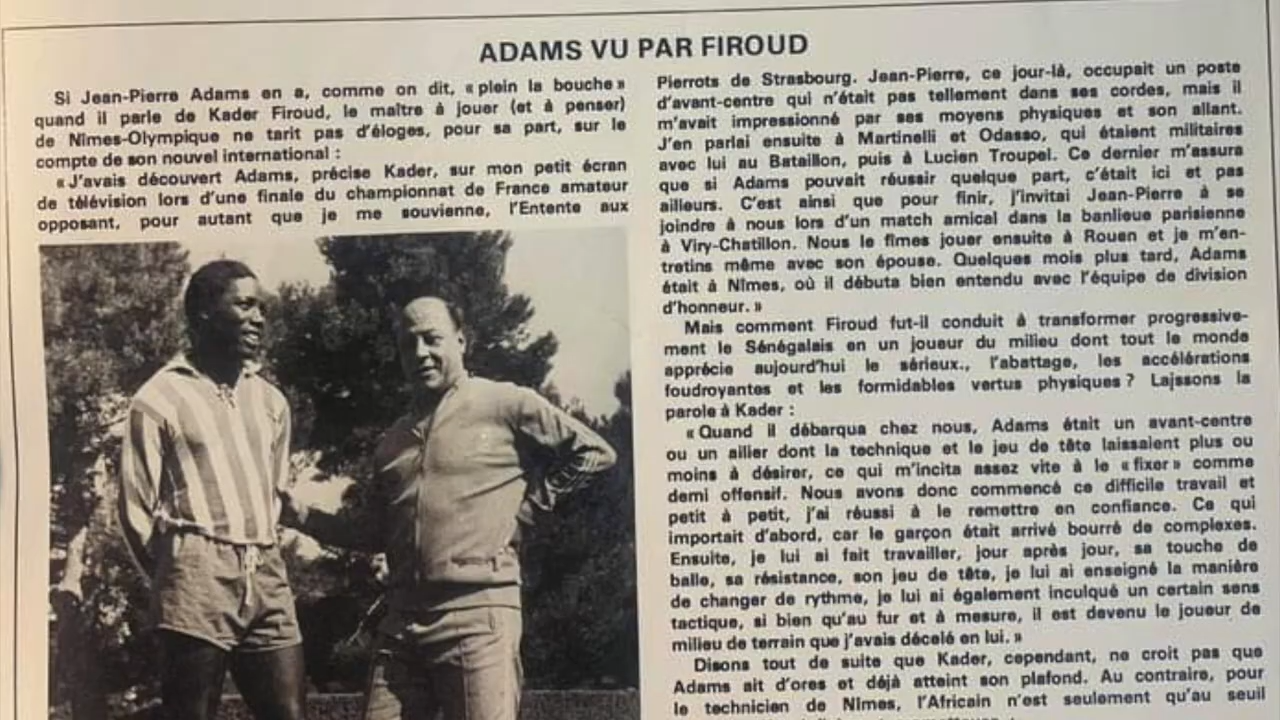 ADAMS VU PAR FIROUD
Si Jean-Pierre Adams en a, comme on dit, « plein la bouche »
quand il parle de Kader Firoud, le maître à jouer (et à penser)
de Nîmes-Olympique ne tarit pas d'éloges, pour sa part, sur le
compte de son nouvel international :
« J'avais découvert Adams, précise Kader, sur mon petit écran
de télévision lors d'une finale du championnat de France amateur
opposant, pour autant que je me souvienne, l'Entente aux
Pierrots de Strasbourg. Jean-Pierre, ce jour-là, occupait un poste
d'avant-centre qui n'était pas tellement dans ses cordes, mais il
m'avait impressionné par ses moyens physiques et son allant.
J'en parlai ensuite à Martinelli et Odasso, qui étaient militaires
avec lui au Bataillon, puis à Lucien Troupel. Ce dernier m'assura
que si Adams pouvait réussir quelque part, c'était ici et pas
ailleurs. C'est ainsi que pour finir, j'invitai Jean-Pierre à se
joindre à nous lors d'un match amical dans la banlieue parisienne
à Viry-Chatillon. Nous le fîmes jouer ensuite à Rouen et je m'en-
tretins même avec son épouse. Quelques mois plus tard, Adams
était à Nîmes, où il débuta bien entendu avec l'équipe de division
d'honneur. »
Mais comment Firoud fut-il conduit à transformer progressive-
ment le Sénégalais en un joueur du milieu dont tout le monde
apprécie aujourd'hui le sérieux., l'abattage, les accélérations
foudroyantes et les formidables vertus physiques ? Lajssons la
parole à Kader :
« Quand il débarqua chez nous, Adams était un avant-centre
ou un ailier dont la technique et le jeu de tête laissaient plus ou
moins à désirer, ce qui m'incita assez vite à le « fixer » comme
demi offensif. Nous avons donc commencé ce difficile travail et
petit à petit, j'ai réussi à le remettre en confiance. Ce qui
importait d'abord, car le garçon était arrivé bourré de complexes.
Ensuite, je lui ai fait travailler, jour après jour, sa touche de
balle, sa résistance, son jeu de tête, je lui ai enseigné la manière
de changer de rythme, je lui ai également inculqué un certain sens
tactique, si bien qu'au fur et à mesure, il est devenu le joueur de
milieu de terrain que j'avais décelé en lui. »
Disons tout de suite que Kader, cependant, ne croit pas que
Adams ait d'ores et déjà atteint son plafond. Au contraire, pour
le technicien de Nîmes, l'Africain n'est seulement qu'au seuil